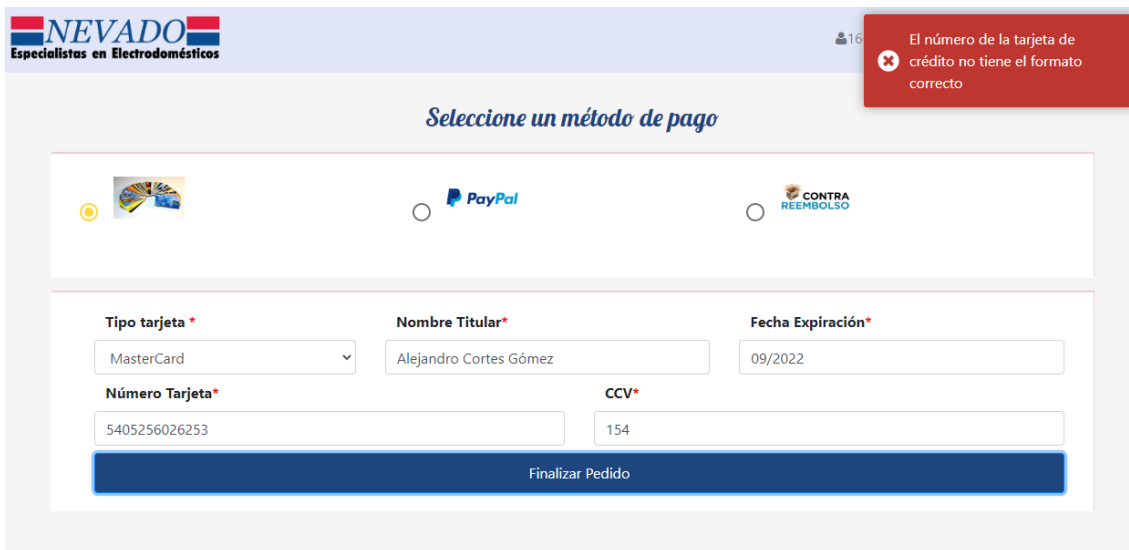 NEVADO
Especialistas en Electrodomésticos
16
El número de la tarjeta de
crédito no tiene el formato
correcto
Seleccione un método de pago
PayPal
CONTRA
REEMBOLSO
Tipo tarjeta *
Nombre Titular*
Fecha Expiración*
MasterCard
Alejandro Cortes Gómez
09/2022
Número Tarjeta*
CCV*
5405256026253
154
Finalizar Pedido